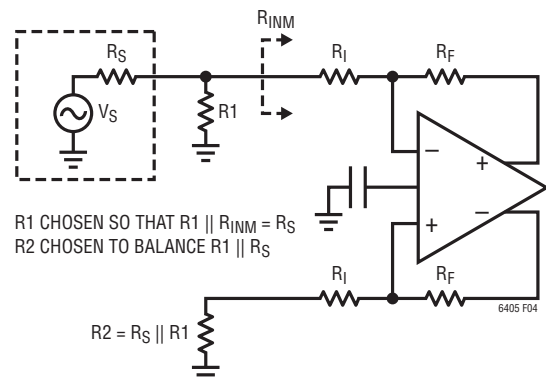 R_INM
R_S
R_I
R_F
V_S
R1
−
+
−
+
R1 CHOSEN SO THAT R1 || R_INM = R_S
R2 CHOSEN TO BALANCE R1 || R_S
R_I
R_F
6405 F04
R2 = R_S || R1